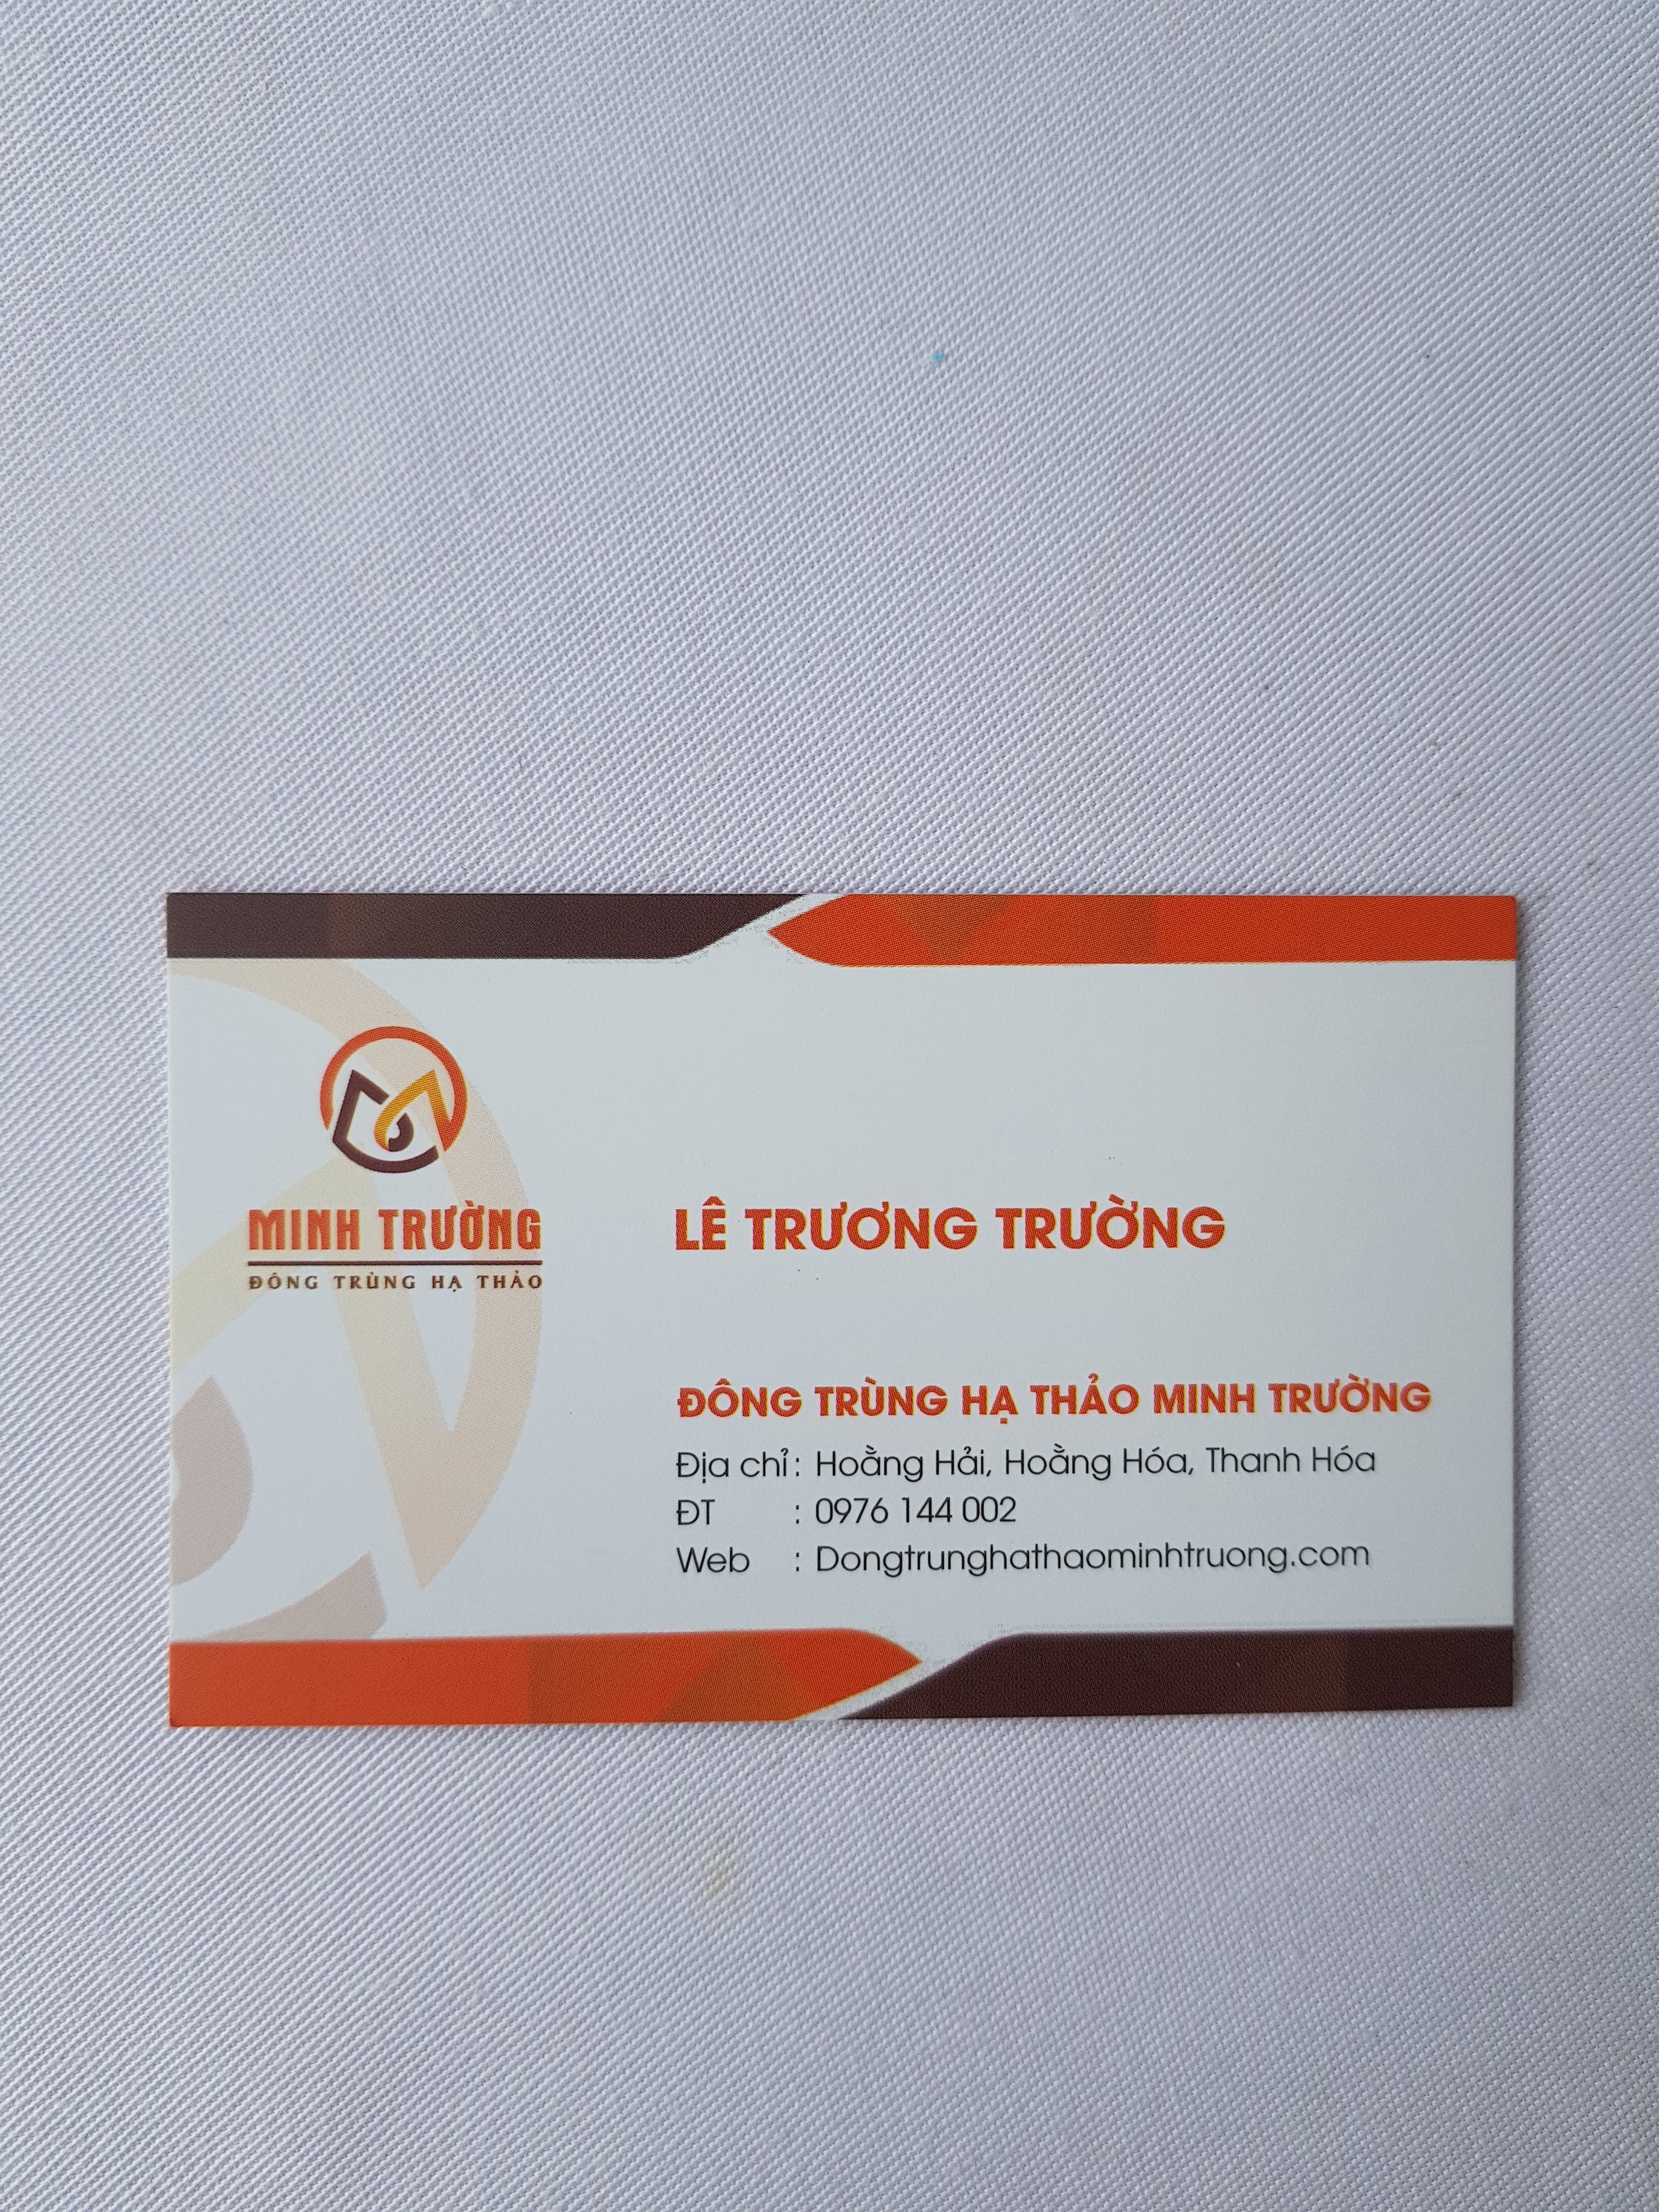 MINH TRƯỜNG
ĐÔNG TRÙNG HẠ THẢO
LÊ TRƯƠNG TRƯỜNG
ĐÔNG TRÙNG HẠ THẢO MINH TRƯỜNG
Địa chỉ : Hoằng Hải, Hoằng Hóa, Thanh Hóa
ĐT : 0976 144 002
Web : Dongtrunghathaominhtruong.com